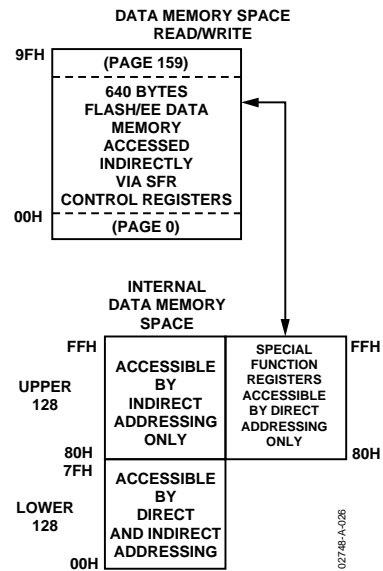 DATA MEMORY SPACE
READ/WRITE
9FH
(PAGE 159)
640 BYTES
FLASH/EE DATA
MEMORY
ACCESSED
INDIRECTLY
VIA SFR
CONTROL REGISTERS
00H
(PAGE 0)
INTERNAL
DATA MEMORY
SPACE
FFH
ACCESSIBLE
BY
INDIRECT
ADDRESSING
ONLY
UPPER
128
80H
SPECIAL
FUNCTION
REGISTERS
ACCESSIBLE
BY DIRECT
ADDRESSING
ONLY
FFH
80H
7FH
ACCESSIBLE
BY
DIRECT
AND INDIRECT
ADDRESSING
LOWER
128
00H
02748-A-026